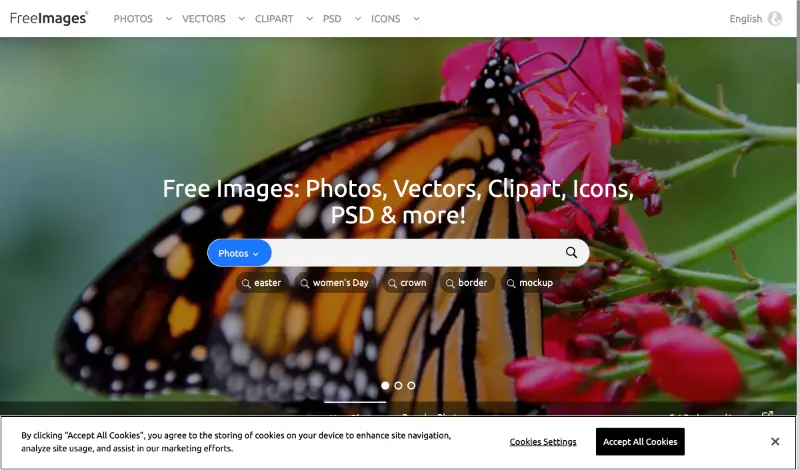 FreeImages®
PHOTOS VECTORS CLIPART PSD ICONS English
Free Images: Photos, Vectors, Clipart, Icons,
PSD & more!
Photos
easter women's Day crown border mockup
By clicking “Accept All Cookies”, you agree to the storing of cookies on your device to enhance site navigation,
analyze site usage, and assist in our marketing efforts.
Cookies Settings Accept All Cookies